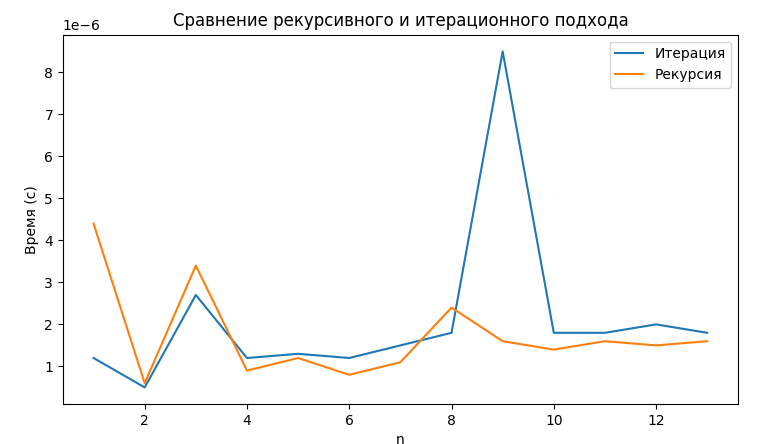 Сравнение рекурсивного и итерационного подхода
1e−6
Итерация
Рекурсия
8
7
6
5
4
3
2
1
Время (с)
2 4 6 8 10 12
n